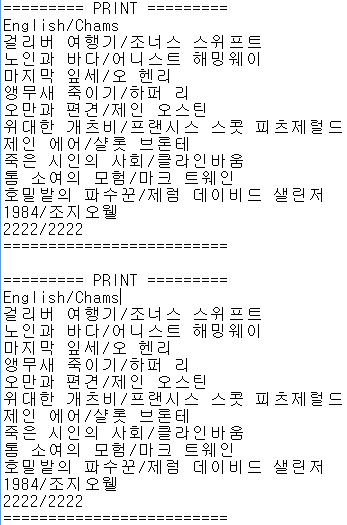 ========= PRINT =========
English/Chams
걸리버 여행기/조너스 스위프트
노인과 바다/어니스트 해밍웨이
마지막 잎세/오 헨리
앵무새 죽이기/하퍼 리
오만과 편견/제인 오스틴
위대한 개츠비/프랜시스 스콧 피츠제럴드
제인 에어/샬롯 브론테
죽은 시인의 사회/클라인바움
톰 소여의 모험/마크 트웨인
호밀밭의 파수꾼/제럼 데이비드 샐린저
1984/조지오웰
2222/2222
=========================
========= PRINT =========
English/Chams
걸리버 여행기/조너스 스위프트
노인과 바다/어니스트 해밍웨이
마지막 잎세/오 헨리
앵무새 죽이기/하퍼 리
오만과 편견/제인 오스틴
위대한 개츠비/프랜시스 스콧 피츠제럴드
제인 에어/샬롯 브론테
죽은 시인의 사회/클라인바움
톰 소여의 모험/마크 트웨인
호밀밭의 파수꾼/제럼 데이비드 샐린저
1984/조지오웰
2222/2222
=========================